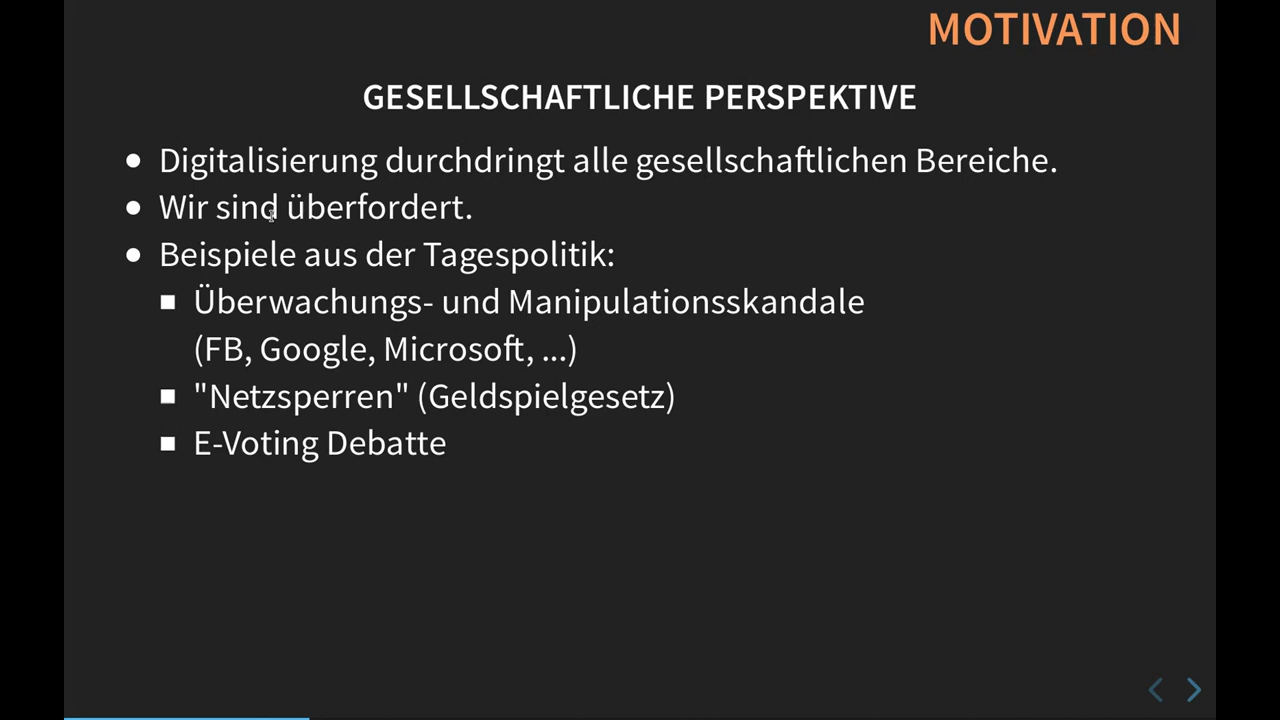 MOTIVATION
GESELLSCHAFTLICHE PERSPEKTIVE
Digitalisierung durchdringt alle gesellschaftlichen Bereiche.
Wir sind überfordert.
Beispiele aus der Tagespolitik:
Überwachungs- und Manipulationsskandale
(FB, Google, Microsoft, ...)
"Netzsperren" (Geldspielgesetz)
E-Voting Debatte